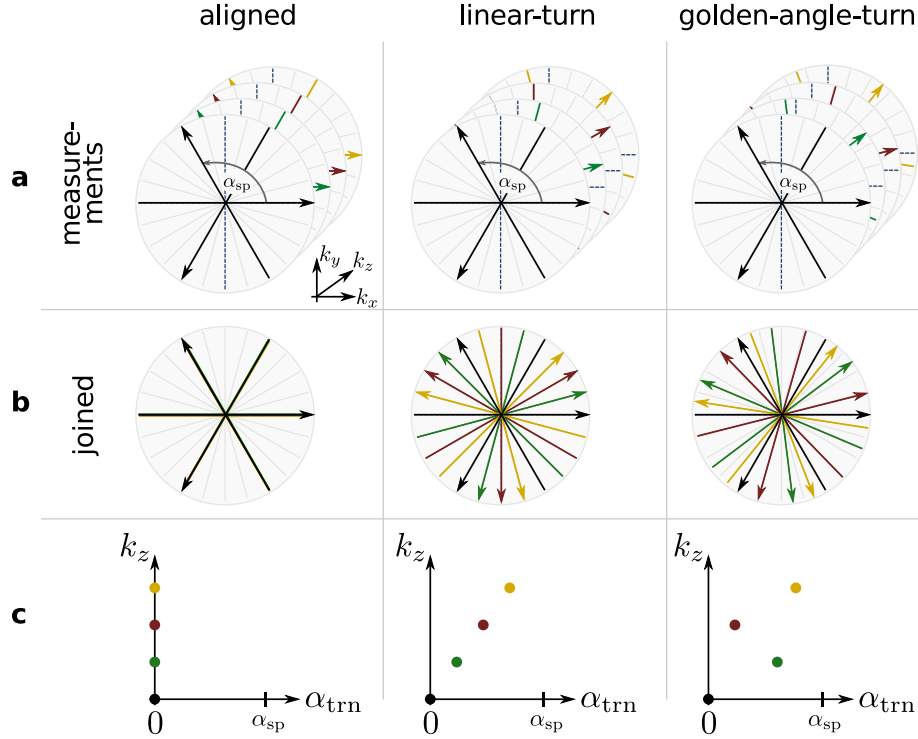 aligned
linear-turn
golden-angle-turn
a
measure-
ments
α_sp
α_sp
α_sp
k_y
k_z
k_x
b
joined
c
k_z
k_z
k_z
0
α_sp
α_trn
0
α_sp
α_trn
0
α_sp
α_trn